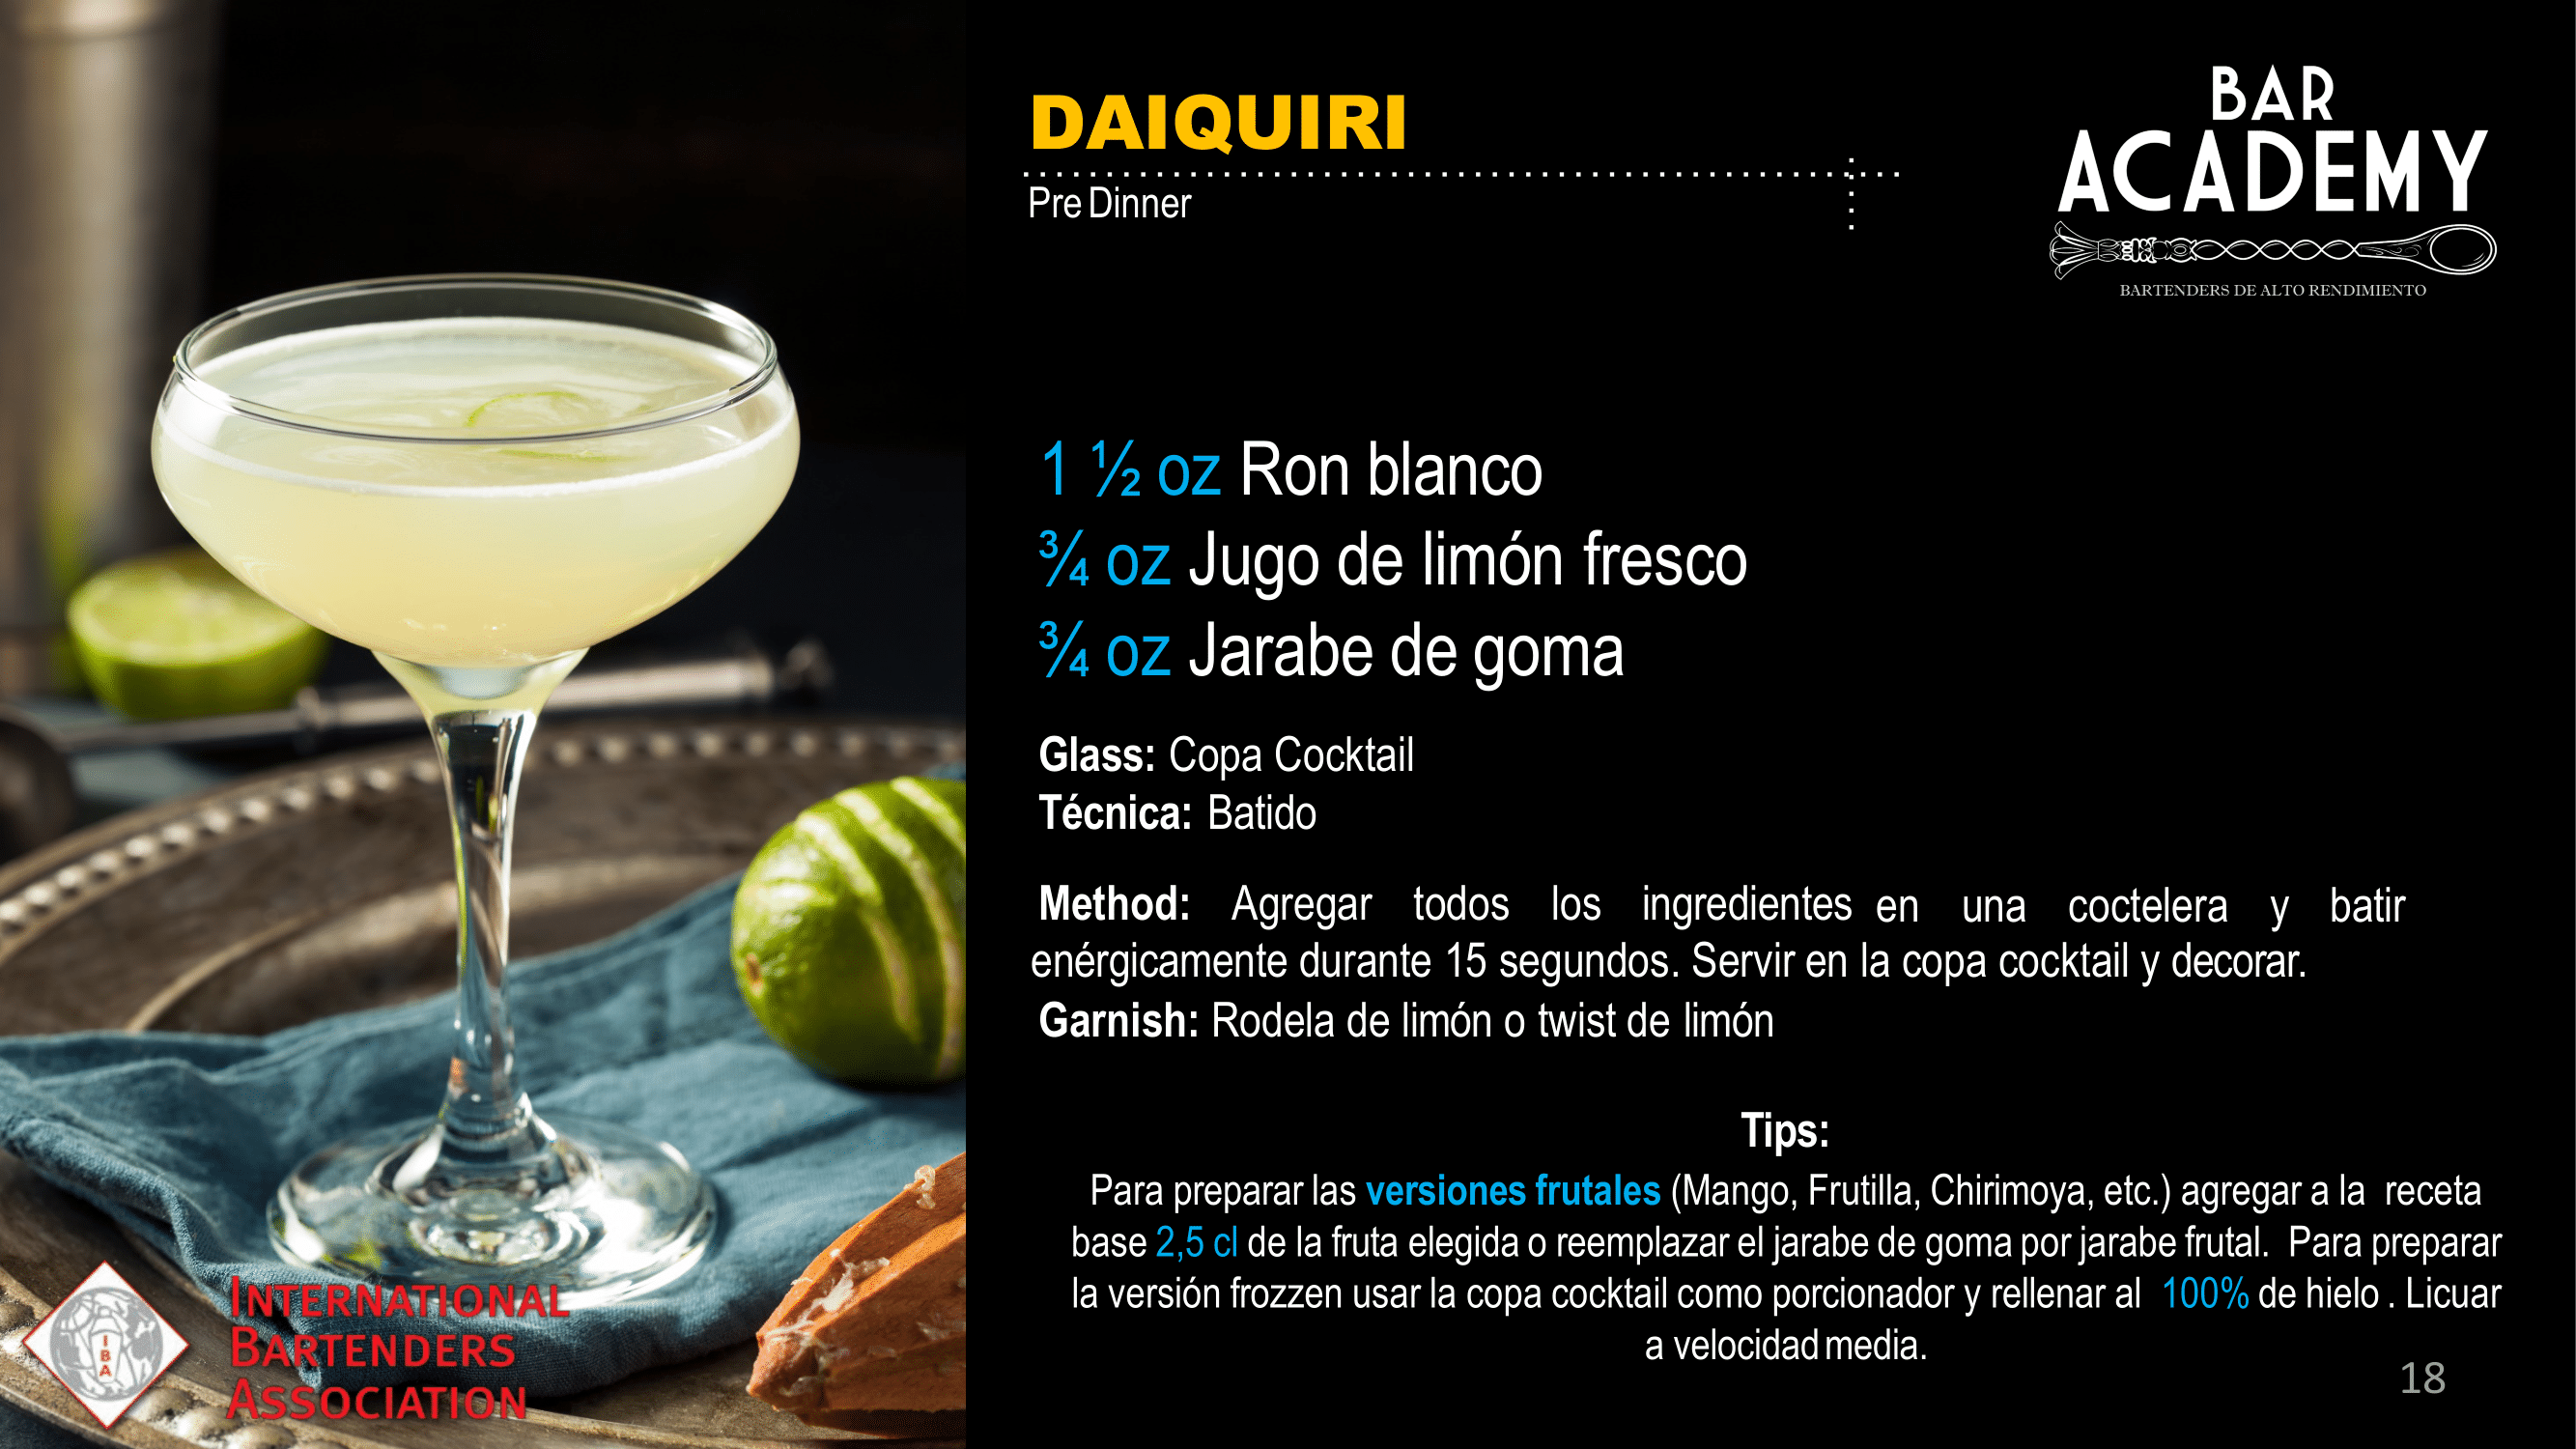 DAIQUIRI
Pre Dinner
BAR
ACADEMY
BARTENDERS DE ALTO RENDIMIENTO
1 ½ oz Ron blanco
¾ oz Jugo de limón fresco
¾ oz Jarabe de goma
Glass: Copa Cocktail
Técnica: Batido
Method: Agregar todos los ingredientes en una coctelera y batir
enérgicamente durante 15 segundos. Servir en la copa cocktail y decorar.
Garnish: Rodela de limón o twist de limón
Tips:
Para preparar las versiones frutales (Mango, Frutilla, Chirimoya, etc.) agregar a la receta
base 2,5 cl de la fruta elegida o reemplazar el jarabe de goma por jarabe frutal. Para preparar
la versión frozzen usar la copa cocktail como porcionador y rellenar al 100% de hielo . Licuar
a velocidad media.
IBA
INTERNATIONAL
BARTENDERS
ASSOCIATION
18